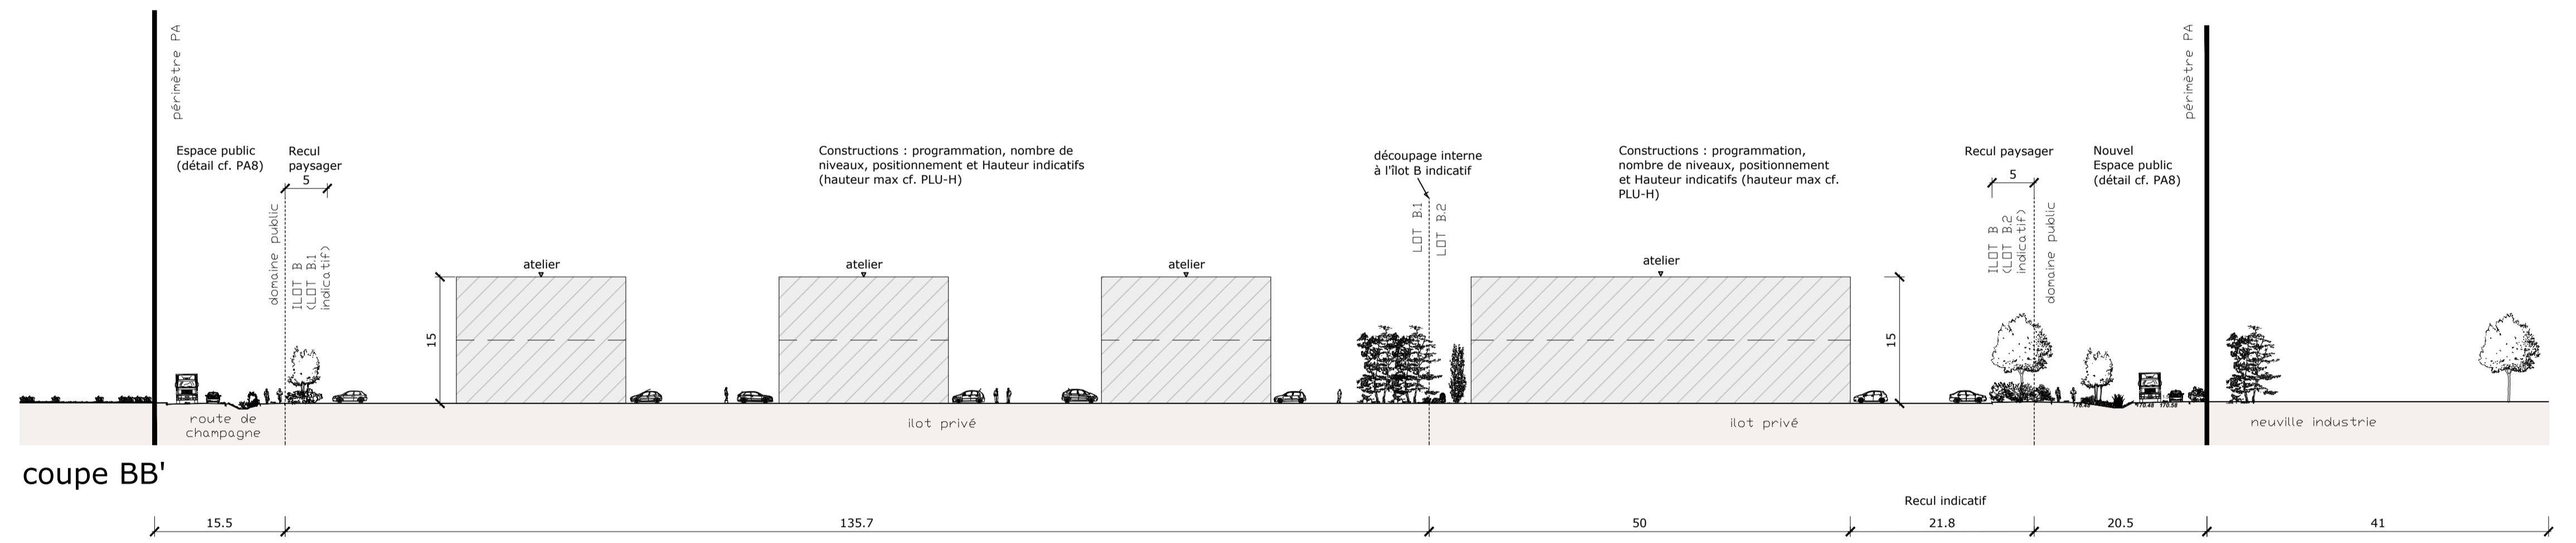 périmètre PA
périmètre PA
Espace public
(détail cf. PA8)
Recul
paysager
5
Constructions : programmation, nombre de
niveaux, positionnement et Hauteur indicatifs
(hauteur max cf. PLU-H)
découpage interne
à l'îlot B indicatif
Constructions : programmation,
nombre de niveaux, positionnement
et Hauteur indicatifs (hauteur max cf.
PLU-H)
Recul paysager
5
Nouvel
Espace public
(détail cf. PA8)
domaine public
ILOT B
(LOT B.1
indicatif)
LOT B.1
LOT B.2
ILOT B
(LOT B.2
indicatif)
domaine public
atelier
atelier
atelier
atelier
15
15
route de
champagne
ilot privé
ilot privé
neuville industrie
coupe BB'
Recul indicatif
15.5
135.7
50
21.8
20.5
41